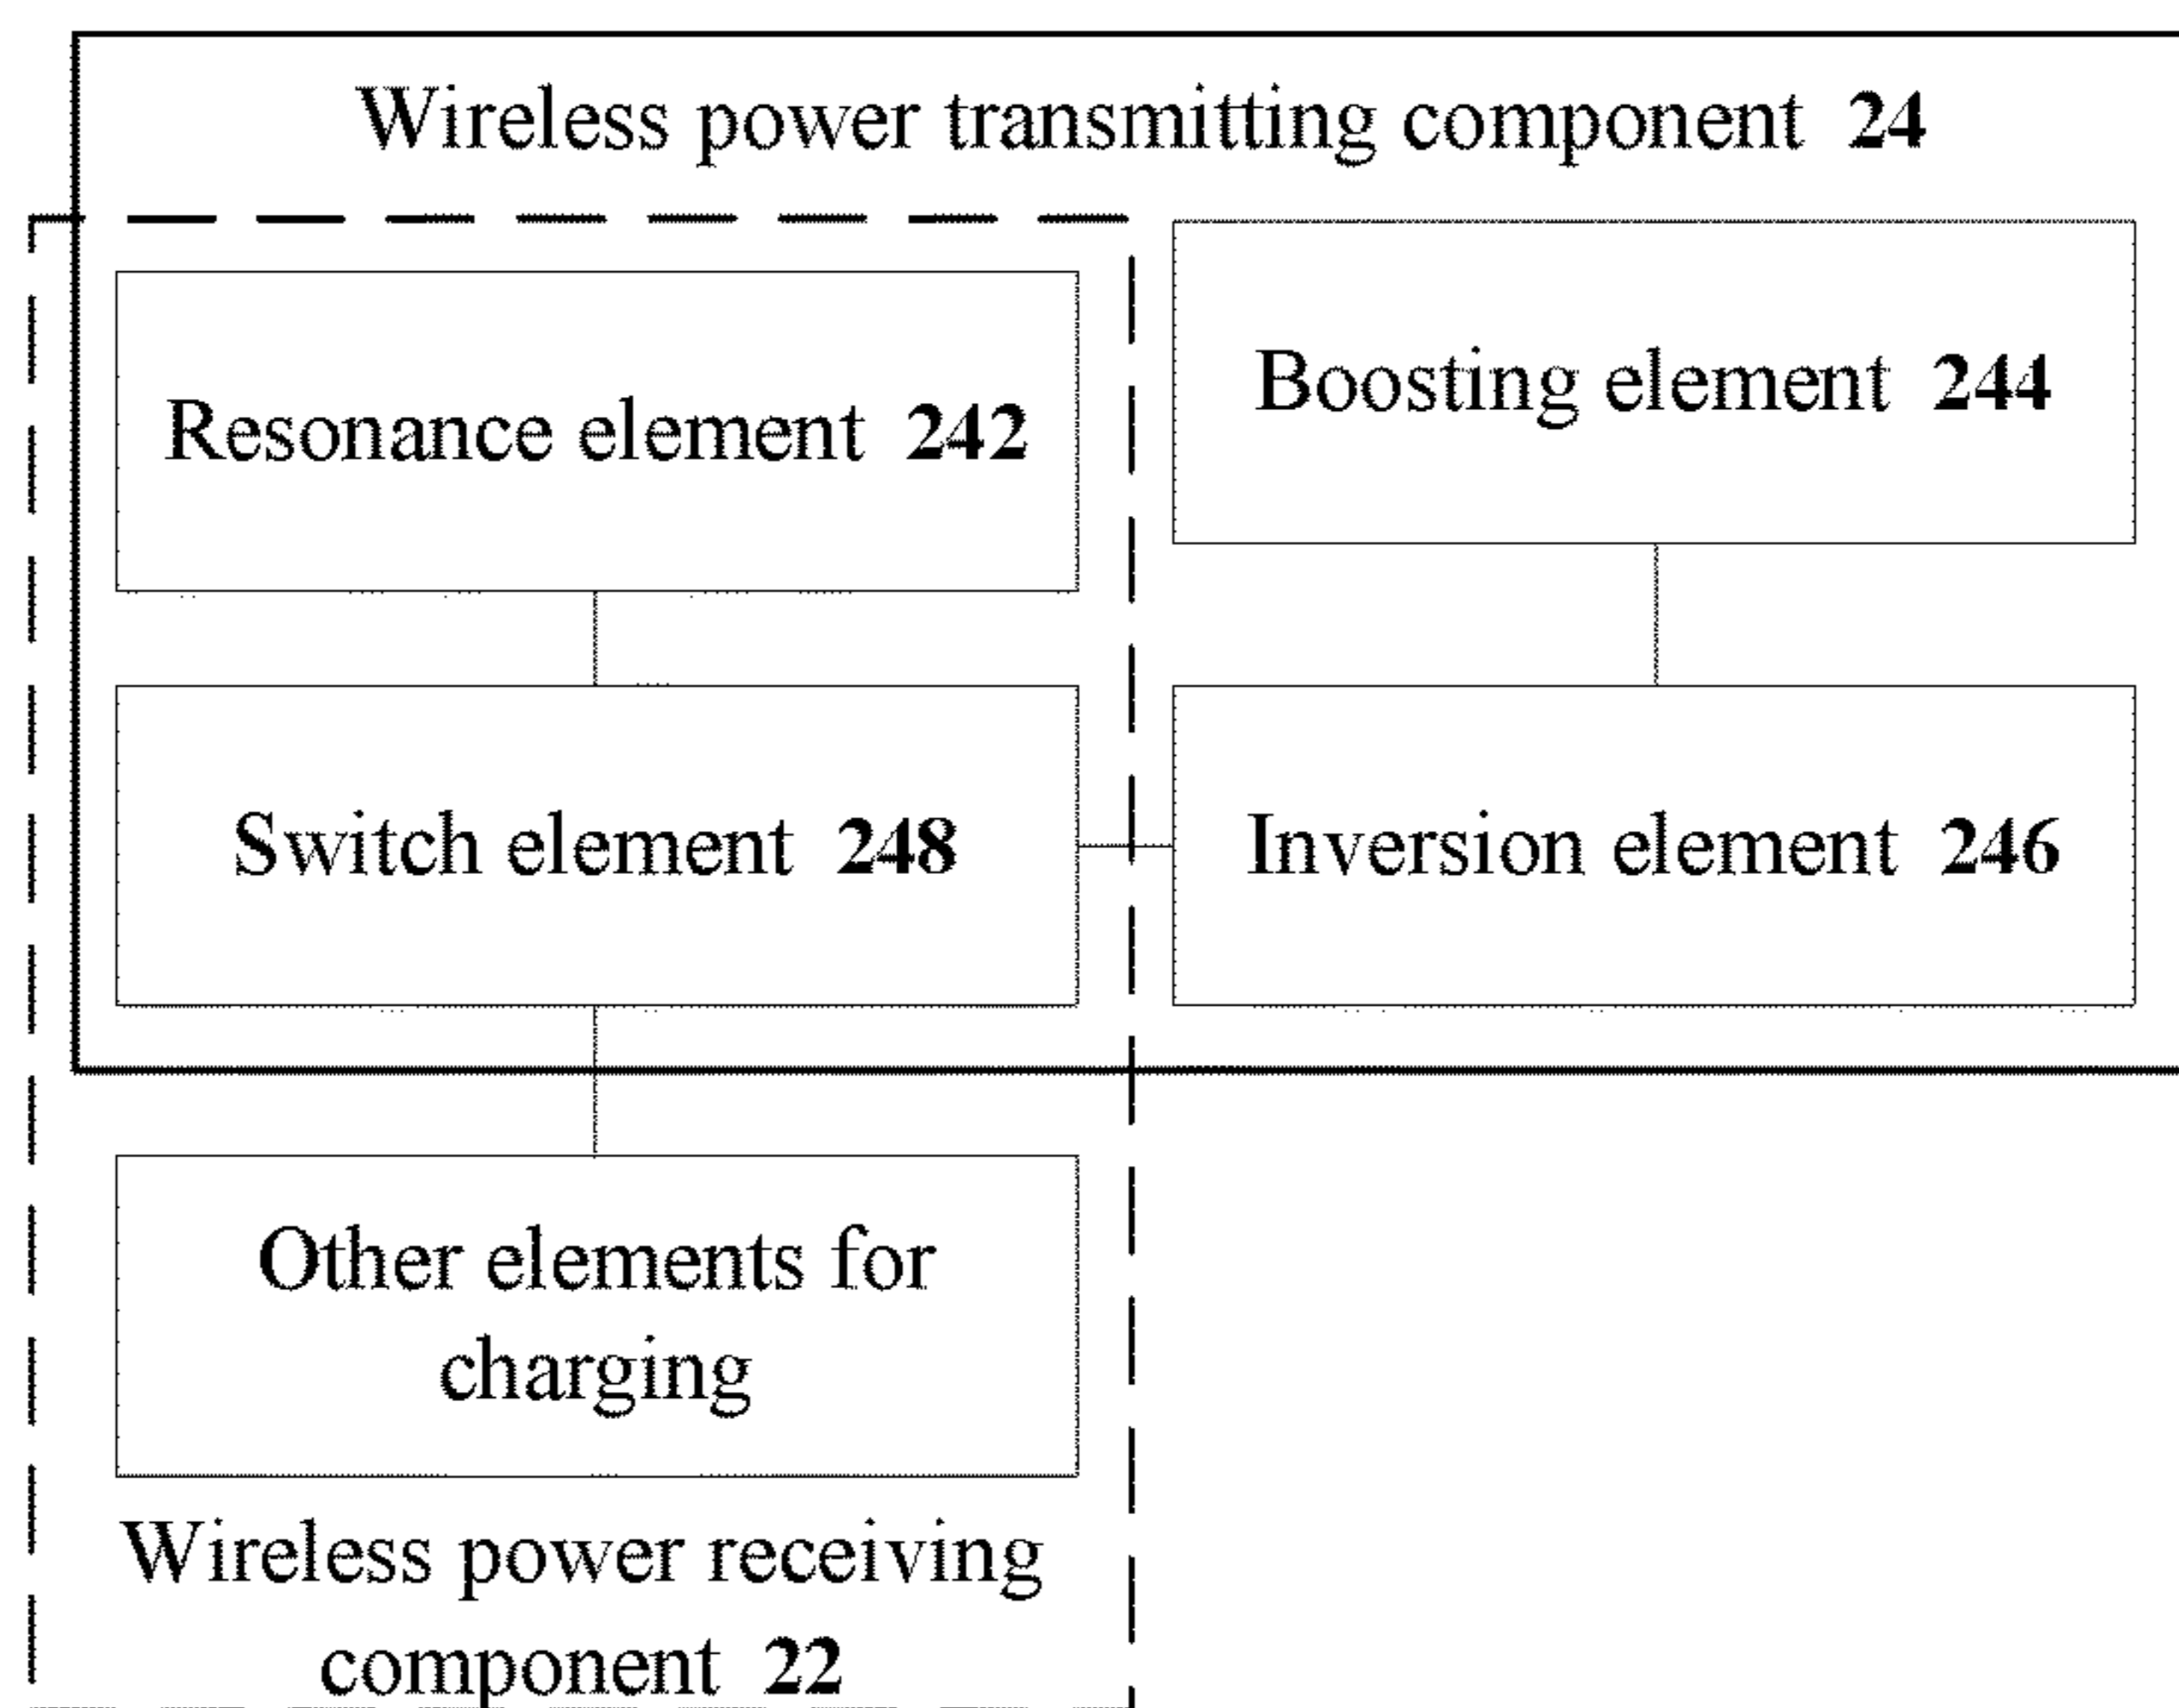 Wireless power transmitting component 24
Resonance element 242
Boosting element 244
Switch element 248
Inversion element 246
Other elements for
charging
Wireless power receiving
component 22